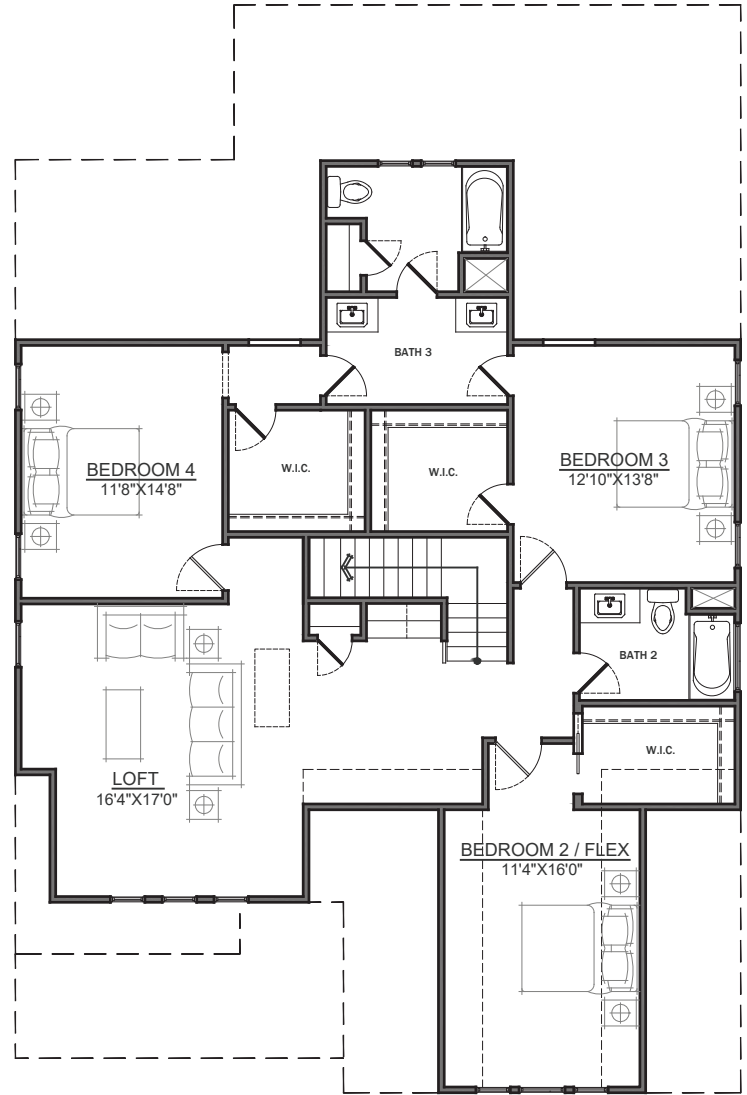 BATH 3
BEDROOM 4
11'8"X14'8"
W.I.C.
W.I.C.
BEDROOM 3
12'10"X13'8"
BATH 2
W.I.C.
LOFT
16'4"X17'0"
BEDROOM 2 / FLEX
11'4"X16'0"